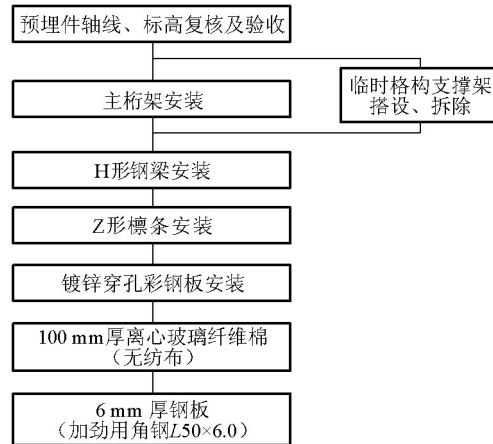 预埋件轴线、标高复核及验收
主桁架安装
临时格构支撑架
搭设、拆除
H形钢梁安装
Z形檩条安装
镀锌穿孔彩钢板安装
100 mm厚离心玻璃纤维棉
（无纺布）
6 mm 厚钢板
（加劲用角钢L50×6.0）